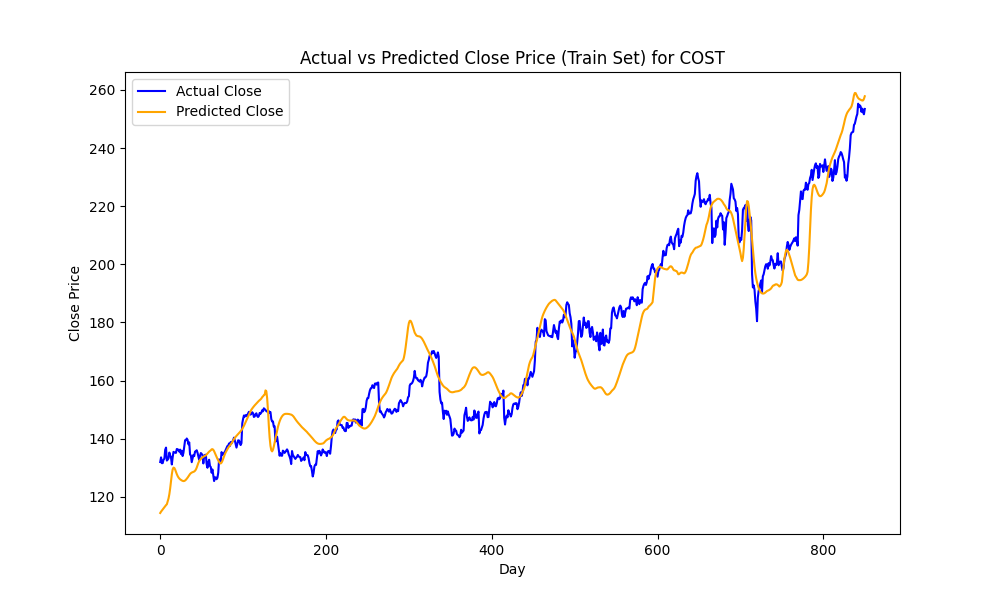 Actual vs Predicted Close Price (Train Set) for COST
Actual Close
Predicted Close
260
240
220
200
180
160
140
120
Close Price
0 200 400 600 800
Day